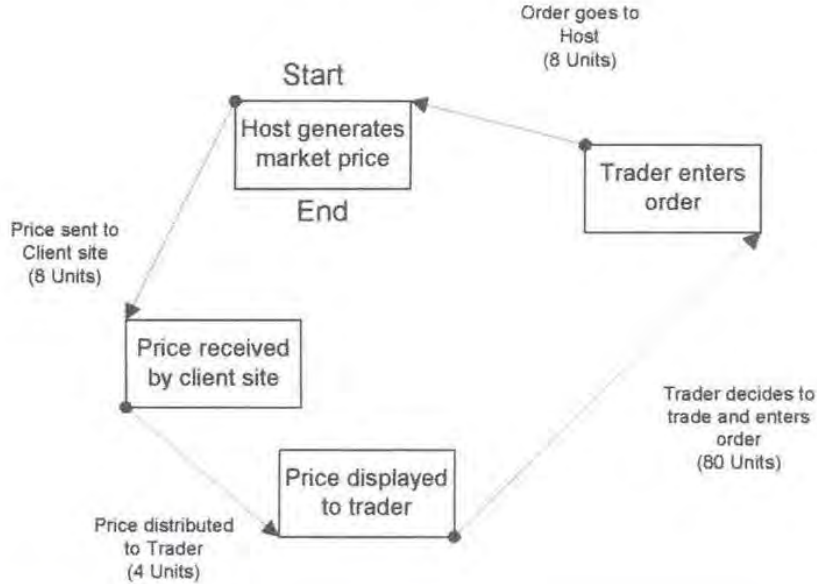 Order goes to
Host
(8 Units)
Start
Host generates
market price
End
Trader enters
order
Price sent to
Client site
(8 Units)
Price received
by client site
Trader decides to
trade and enters
order
(80 Units)
Price displayed
to trader
Price distributed
to Trader
(4 Units)